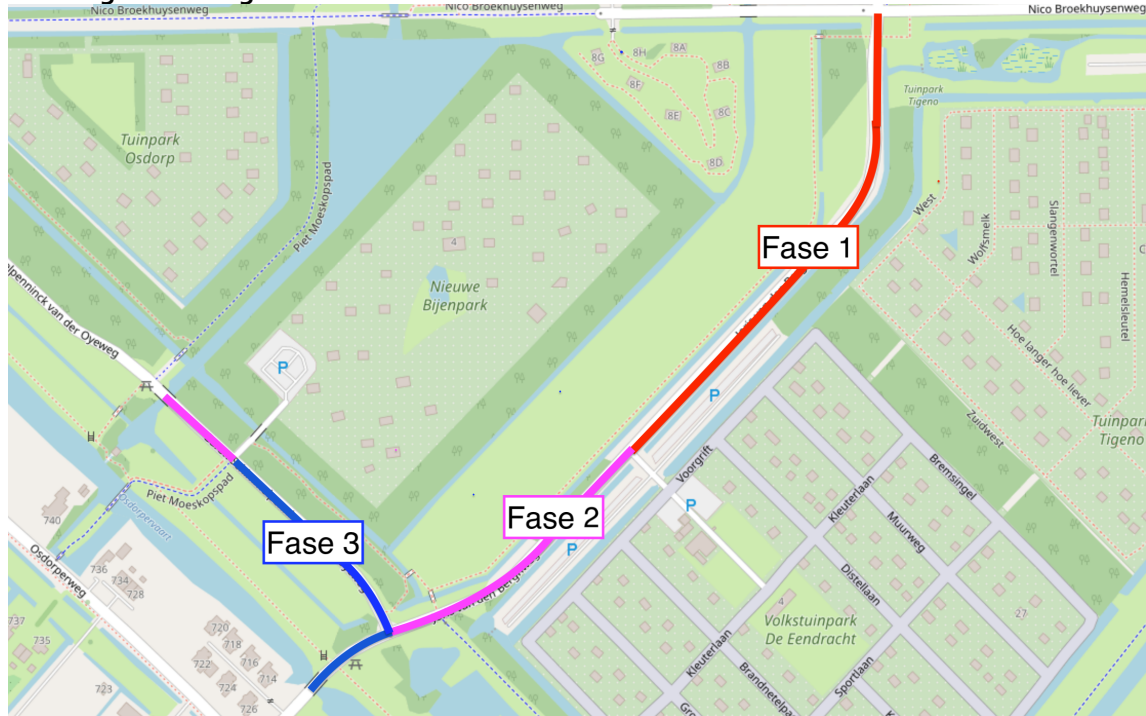 Nico Broekhuysenweg
Nico Broekhuysenweg
8H
8A
8G
8B
8F
8E
8C
8D
Tuinpark
Tigeno
Tuinpark
Osdorp
Piet Moeskopspad
West
Wolfsmelk
Slangenwortel
Hemelsleutel
Fase 1
4
Nieuwe
Bijenpark
Hoe langer hoe liever
P
P
Zuidwest
Tuinpark
Tigeno
Voorgrift
Bremsingel
Kleuterlaan
Muurweg
Piet Moeskopspad
Osdorpervaart
Fase 2
P
740
Fase 3
P
Distellaan
Osdorperweg
736
734
728
4
27
Volkstuinpark
De Eendracht
737
735
720
718
722
716
714
724
726
723
Kleuterlaan
Brandnetelpad
Sportlaan